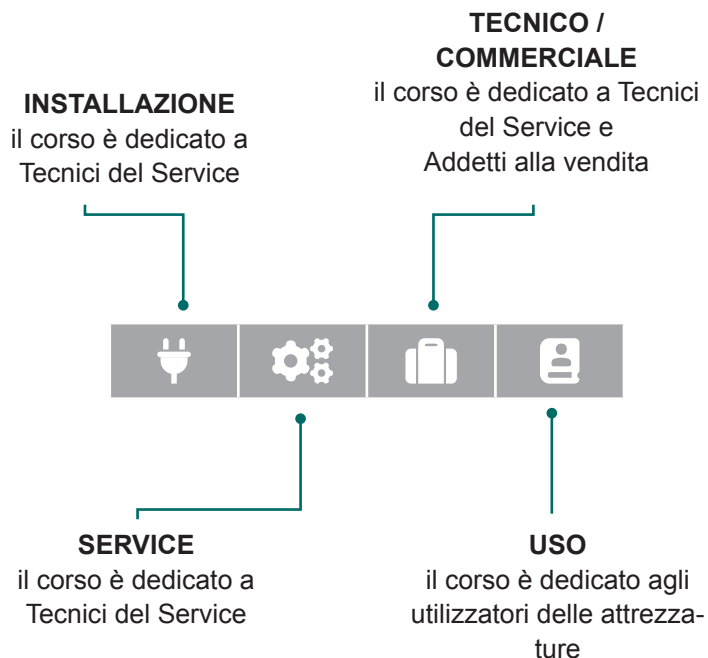 TECNICO /
COMMERCIALE
il corso è dedicato a Tecnici
del Service e
Addetti alla vendita
INSTALLAZIONE
il corso è dedicato a
Tecnici del Service
SERVICE
il corso è dedicato a
Tecnici del Service
USO
il corso è dedicato agli
utilizzatori delle attrezza-
ture